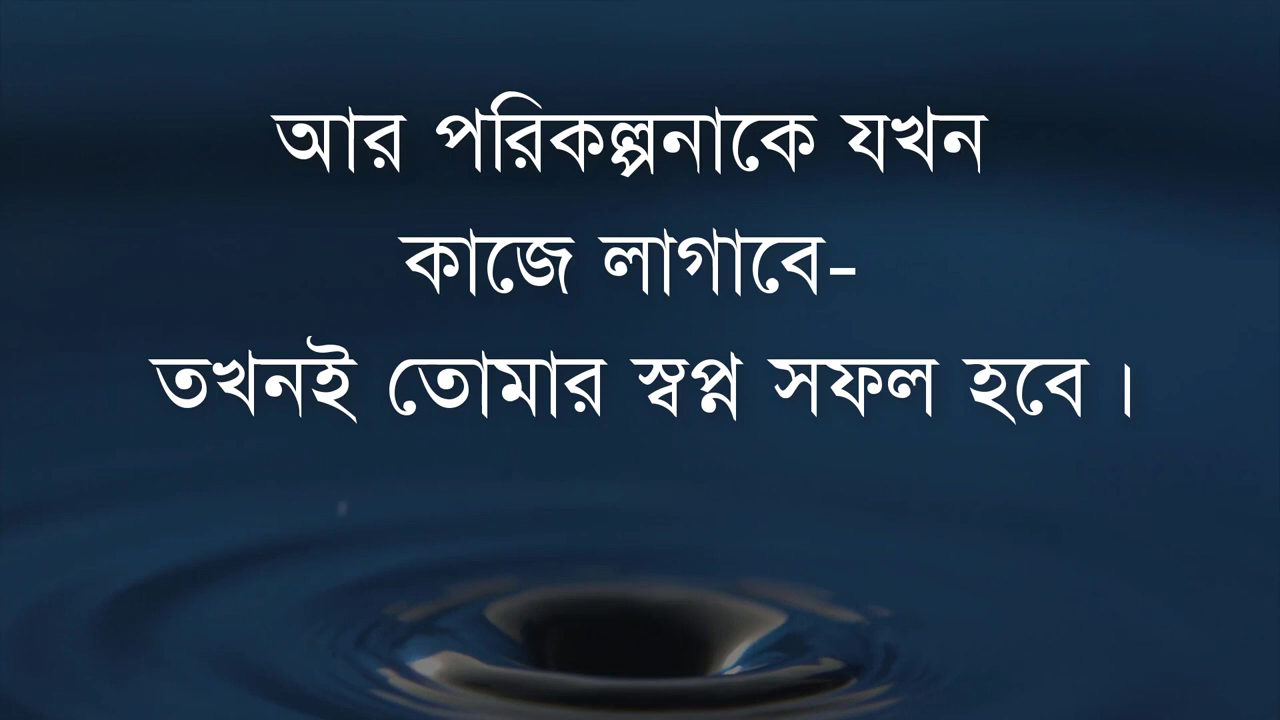 আর পরিকল্পনাকে যখন
কাজে লাগাবে-
তখনই তোমার স্বপ্ন সফল হবে ।